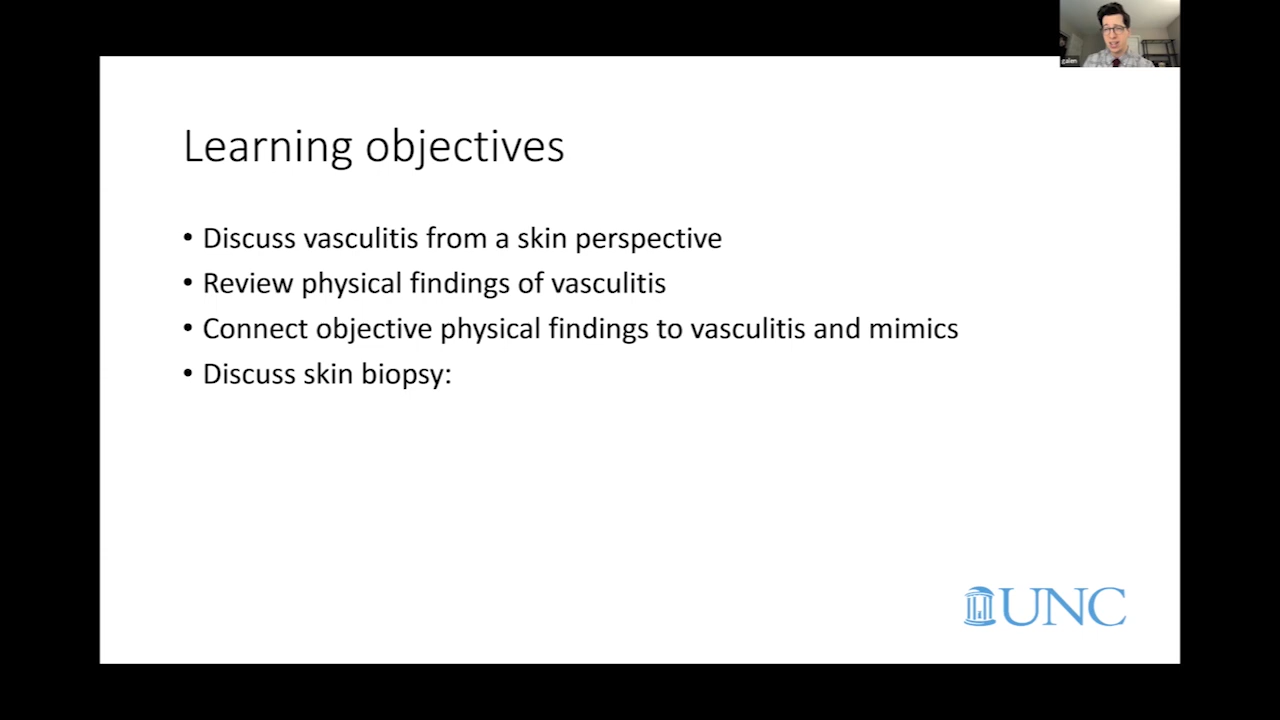 galen
Learning objectives
• Discuss vasculitis from a skin perspective
• Review physical findings of vasculitis
• Connect objective physical findings to vasculitis and mimics
• Discuss skin biopsy:
UNC